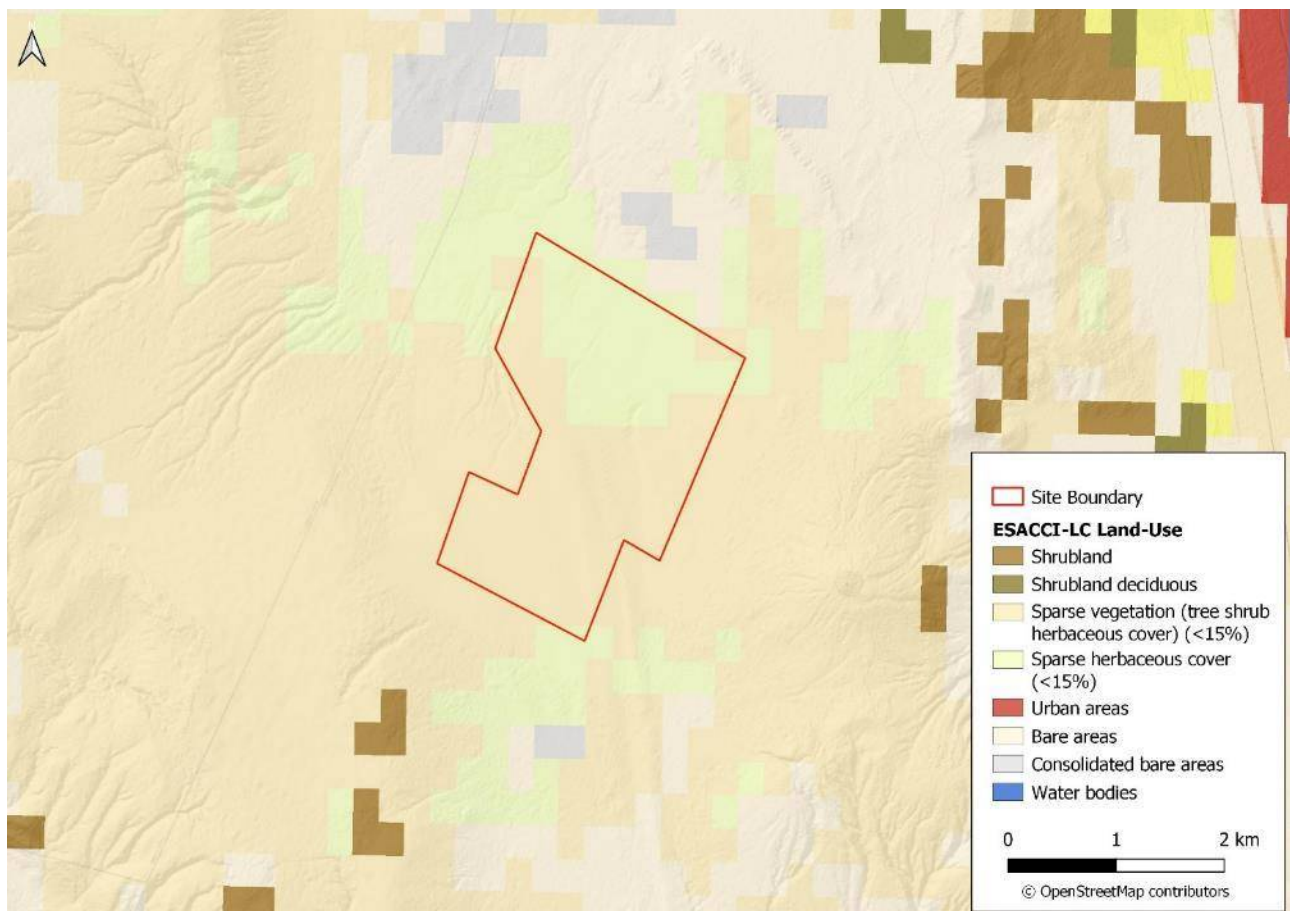 Site Boundary
ESACCI-LC Land-Use
Shrubland
Shrubland deciduous
Sparse vegetation (tree shrub
herbaceous cover) (<15%)
Sparse herbaceous cover
(<15%)
Urban areas
Bare areas
Consolidated bare areas
Water bodies
0 1 2 km
© OpenStreetMap contributors